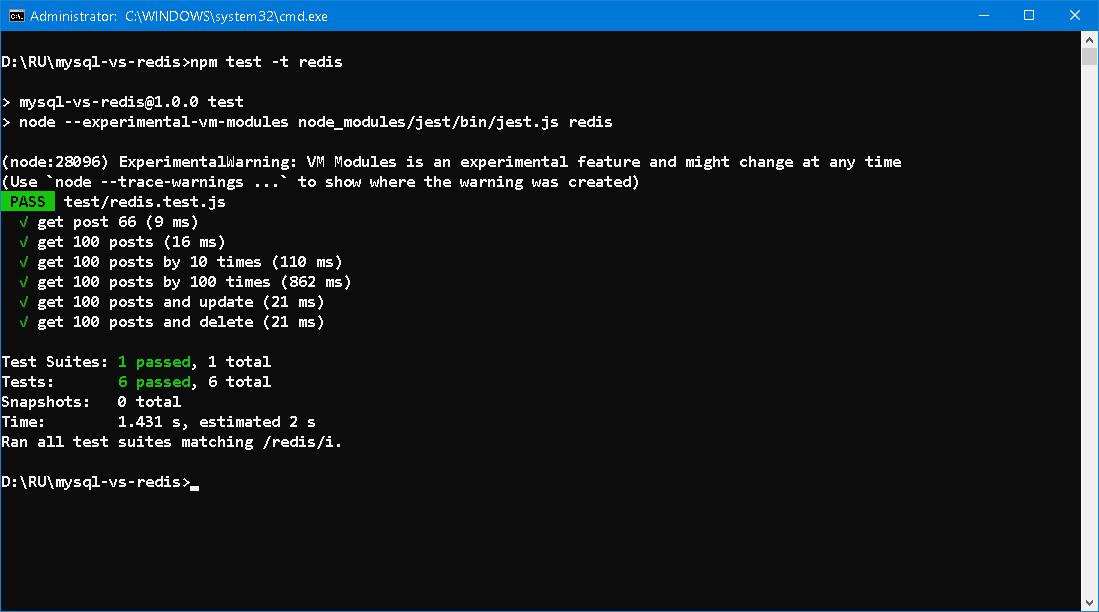 Administrator: C:\WINDOWS\system32\cmd.exe
D:\RU\mysql-vs-redis>npm test -t redis
> mysql-vs-redis@1.0.0 test
> node --experimental-vm-modules node_modules/jest/bin/jest.js redis
(node:28096) ExperimentalWarning: VM Modules is an experimental feature and might change at any time
(Use `node --trace-warnings ...` to show where the warning was created)
PASS test/redis.test.js
√ get post 66 (9 ms)
√ get 100 posts (16 ms)
√ get 100 posts by 10 times (110 ms)
√ get 100 posts by 100 times (862 ms)
√ get 100 posts and update (21 ms)
√ get 100 posts and delete (21 ms)
Test Suites: 1 passed, 1 total
Tests: 6 passed, 6 total
Snapshots: 0 total
Time: 1.431 s, estimated 2 s
Ran all test suites matching /redis/i.
D:\RU\mysql-vs-redis>